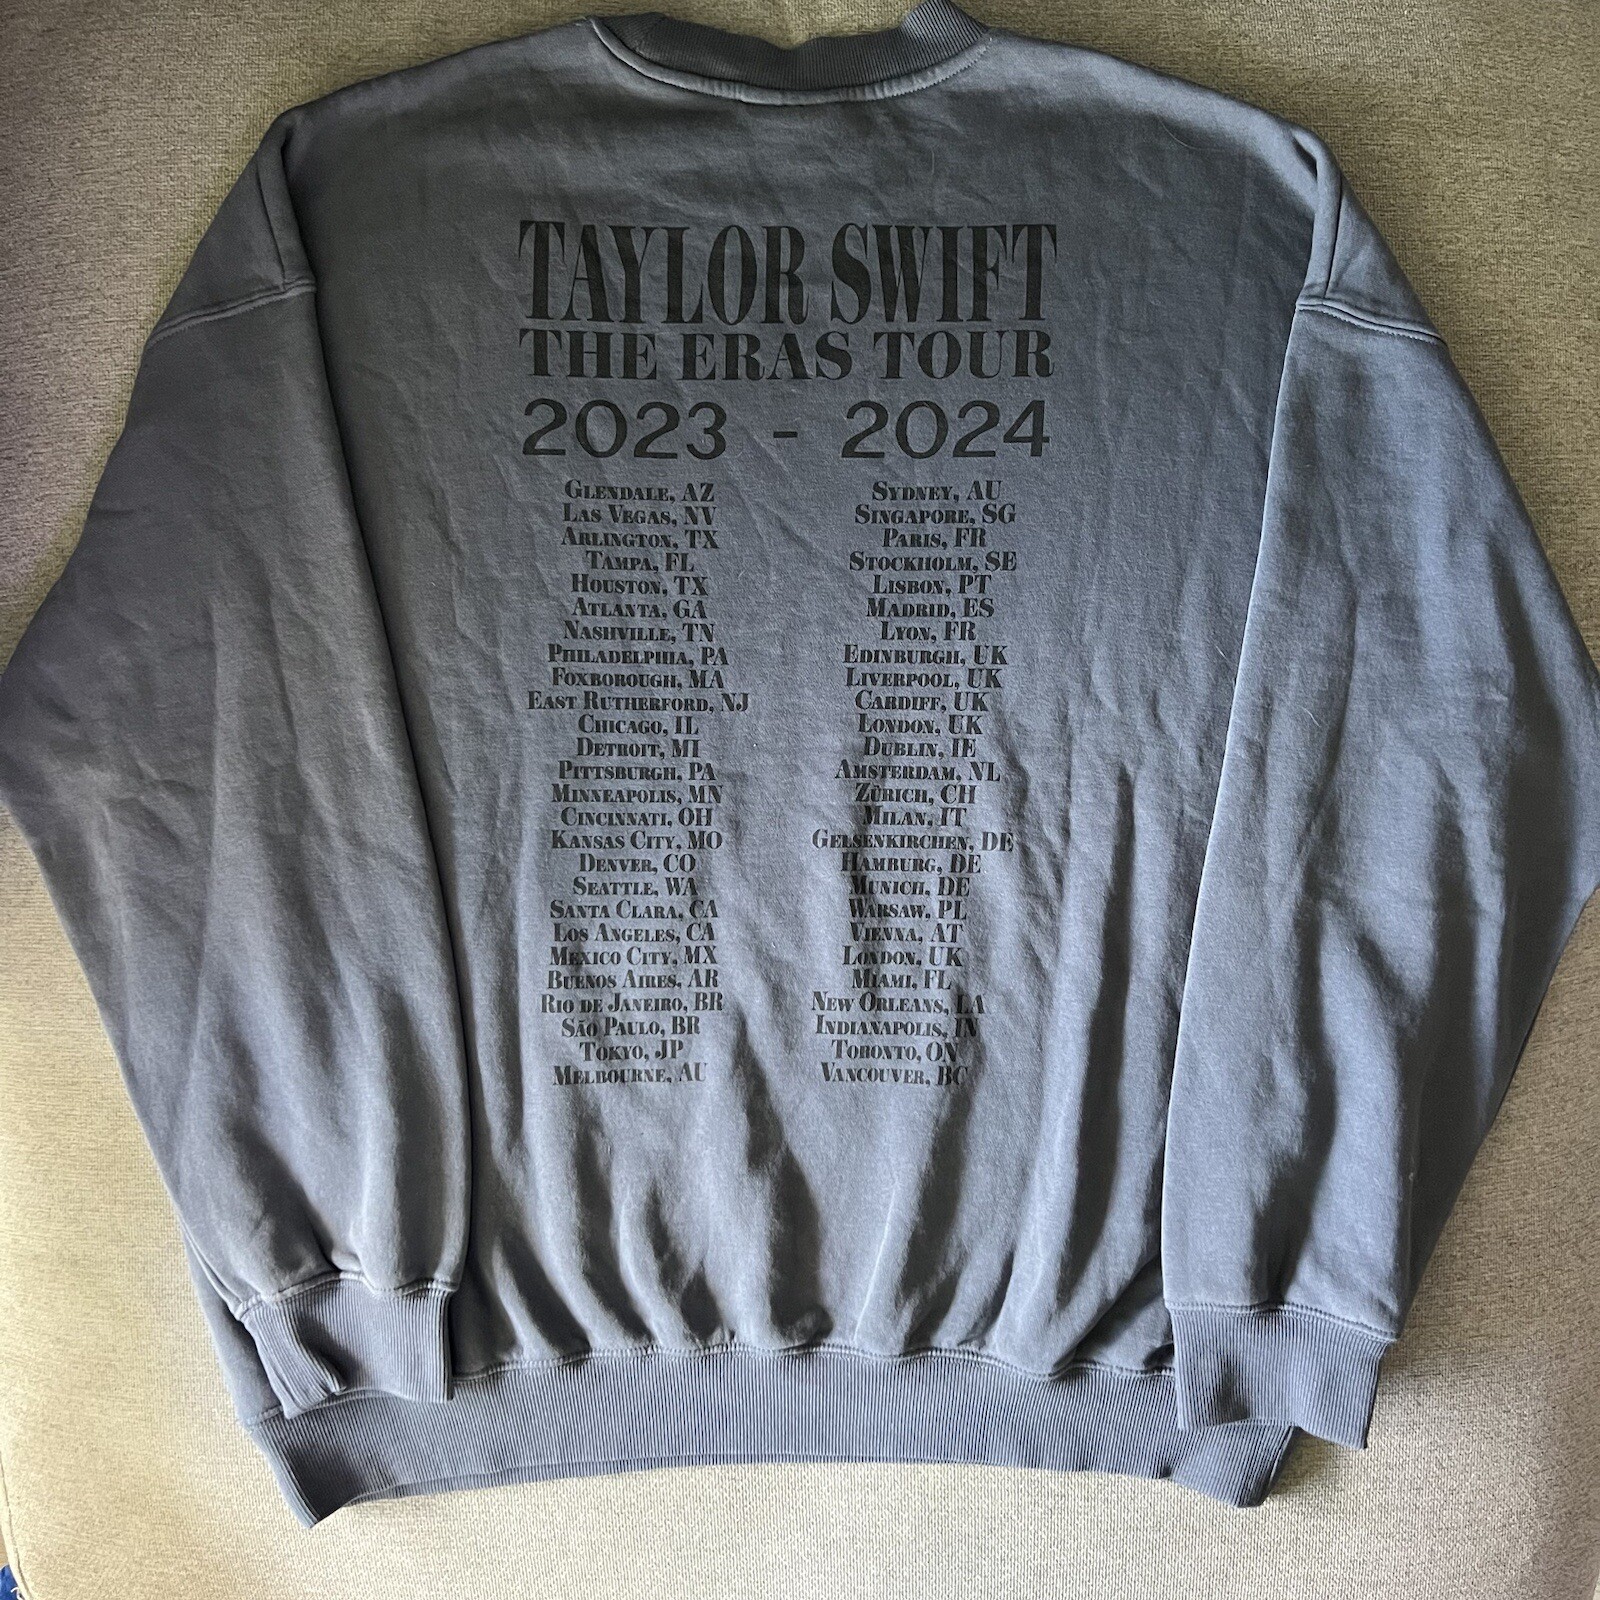 TAYLOR SWIFT
THE ERAS TOUR
2023 - 2024
GLENDALE, AZ
LAS VEGAS, NV
ARLINGTON, TX
TAMPA, FL
HOUSTON, TX
ATLANTA, GA
NASHVILLE, TN
PHILADELPHIA, PA
FOXBOROUGH, MA
EAST RUTHERFORD, NJ
CHICAGO, IL
DETROIT, MI
PITTSBURGH, PA
MINNEAPOLIS, MN
CINCINNATI, OH
KANSAS CITY, MO
DENVER, CO
SEATTLE, WA
SANTA CLARA, CA
LOS ANGELES, CA
MEXICO CITY, MX
BUENOS AIRES, AR
RIO DE JANEIRO, BR
SÃO PAULO, BR
TOKYO, JP
MELBOURNE, AU
SYDNEY, AU
SINGAPORE, SG
PARIS, FR
STOCKHOLM, SE
LISBON, PT
MADRID, ES
LYON, FR
EDINBURGH, UK
LIVERPOOL, UK
CARDIFF, UK
LONDON, UK
DUBLIN, IE
AMSTERDAM, NL
ZÜRICH, CH
MILAN, IT
GELSENKIRCHEN, DE
HAMBURG, DE
MUNICH, DE
WARSAW, PL
VIENNA, AT
LONDON, UK
MIAMI, FL
NEW ORLEANS, LA
INDIANAPOLIS, IN
TORONTO, ON
VANCOUVER, BC